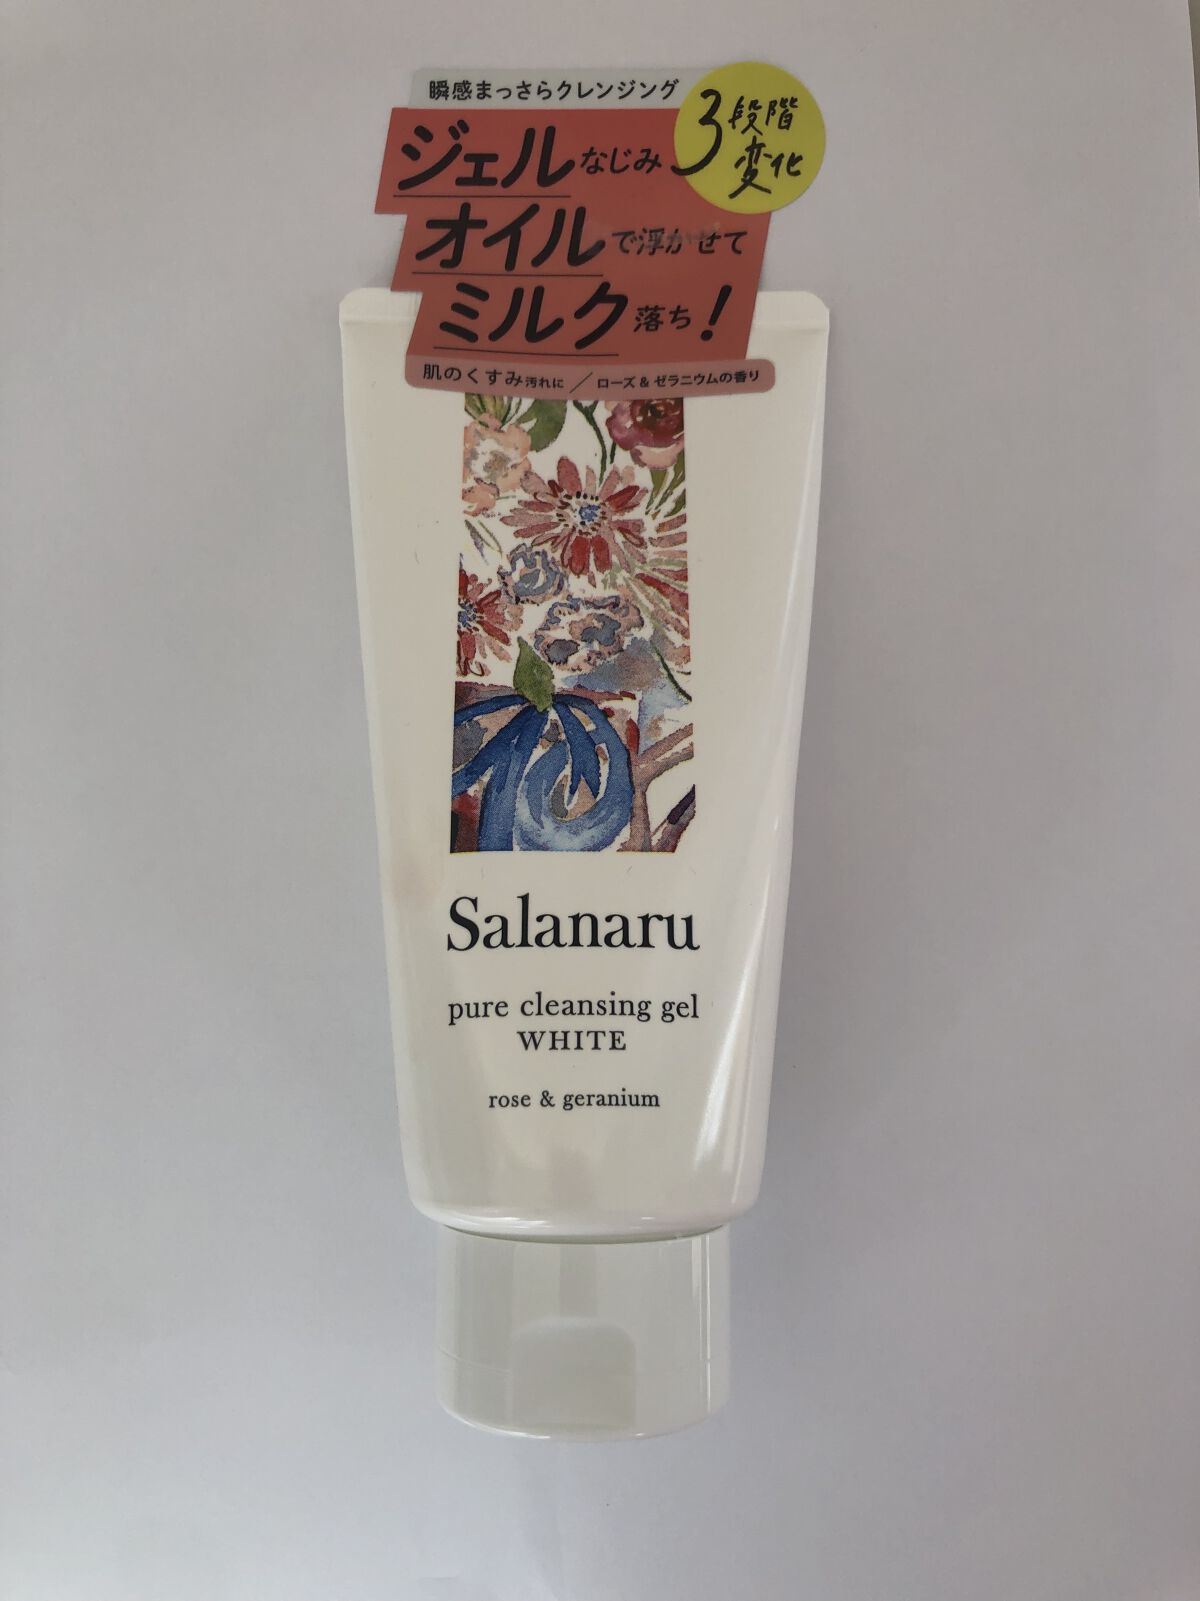 瞬感まっさらクレンジング
3段階
変化
ジェルなじみ
オイルで浮かせて
ミルク落ち!
肌のくすみ汚れに/ローズ&ゼラニウムの香り
Salanaru
pure cleansing gel
WHITE
rose & geranium